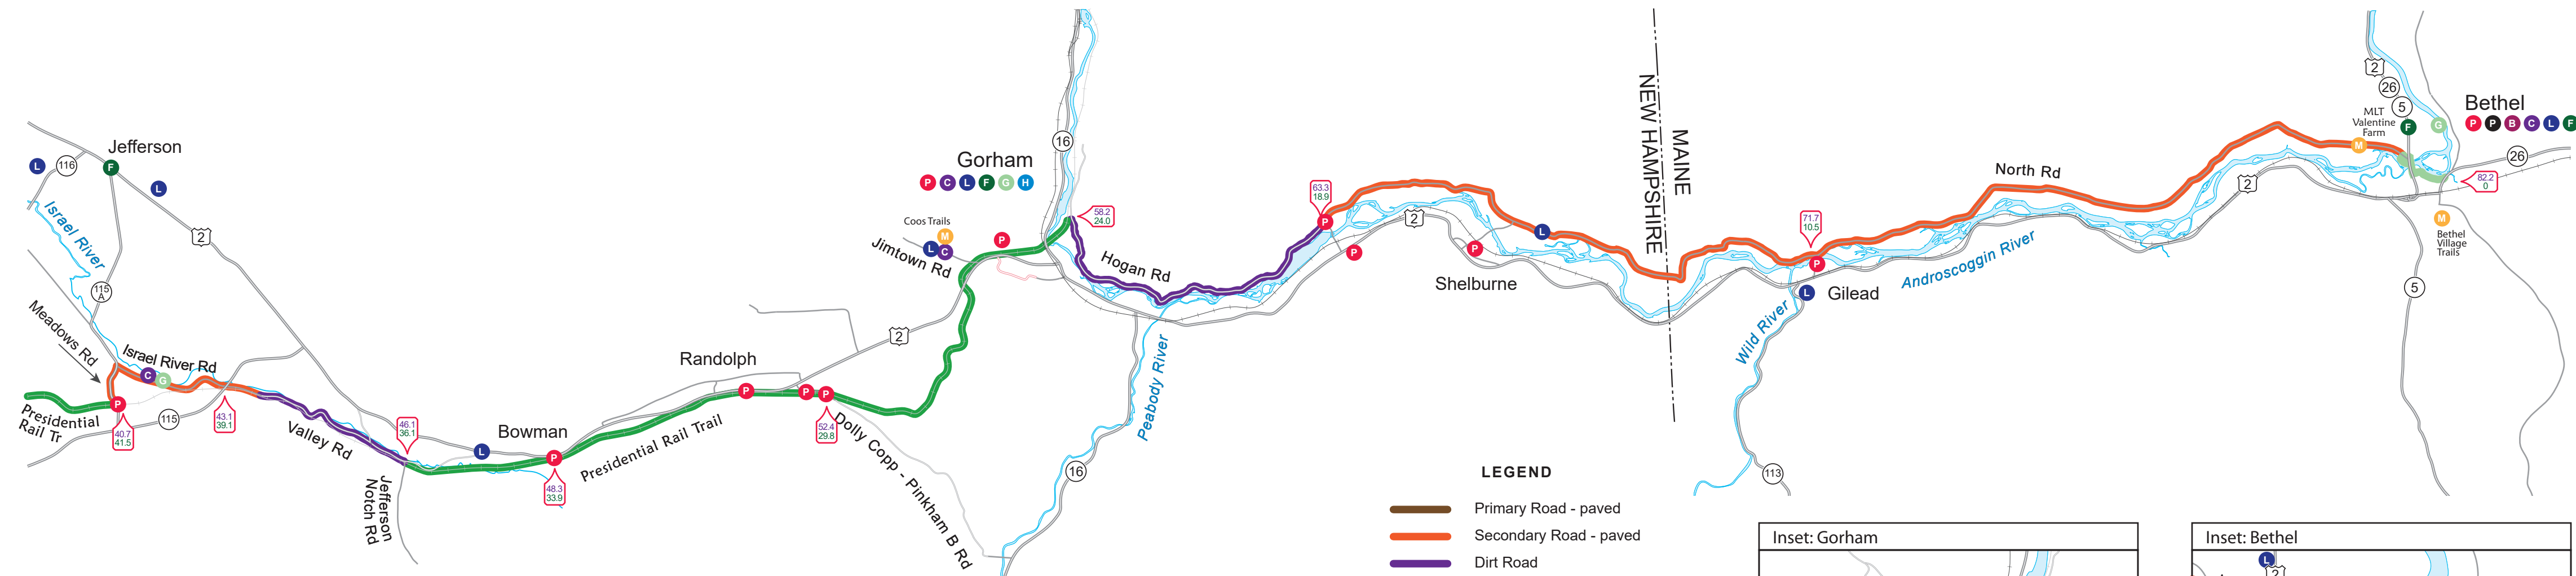 L
116
Jefferson
F
L
Israel River
2
115
A
Meadows Rd
Israel River Rd
C
G
P
Presidential
Rail Tr
40.7
41.5
115
43.1
39.1
Valley Rd
46.1
36.1
Jefferson
Notch Rd
L
Bowman
P
48.3
33.9
Presidential Rail Trail
Randolph
P
P
P
52.4
29.8
2
Dolly Copp - Pinkham B Rd
Gorham
P C L F G H
Coos Trails
M
L C
Jimtown Rd
P
16
58.2
24.0
Hogan Rd
Peabody River
16
63.3
18.9
P
P
2
P
Shelburne
L
NEW HAMPSHIRE
MAINE
71.7
10.5
P
L
Gilead
Wild River
113
Androscoggin River
North Rd
2
2
26
5
MLT
Valentine
Farm
M
F
G
Bethel
P P B C L F
26
82.2
0
M
Bethel
Village
Trails
5
LEGEND
Primary Road - paved
Secondary Road - paved
Dirt Road
Inset: Gorham
Inset: Bethel
L
2